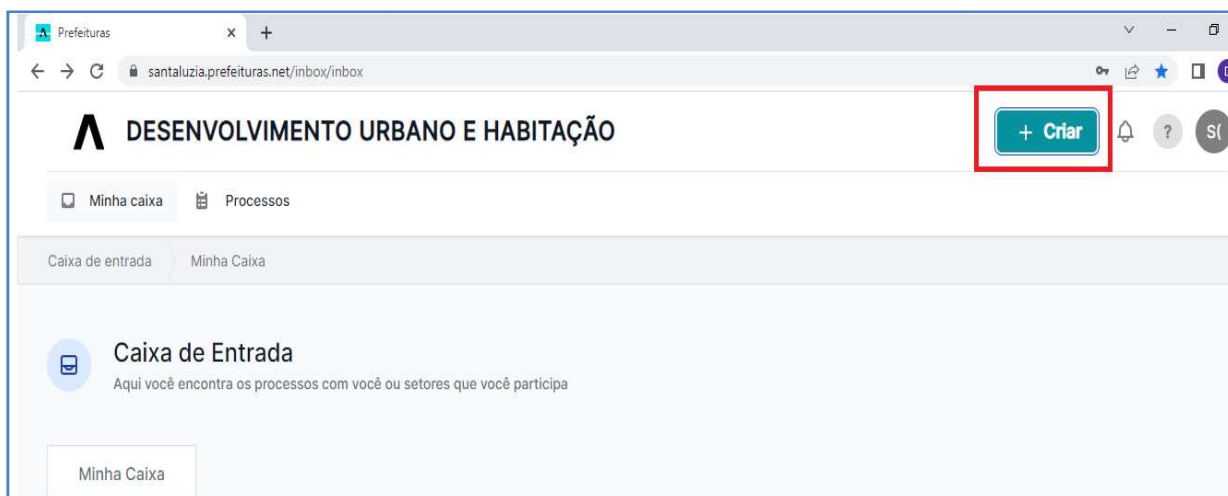 Prefeituras
santaluzia.prefeituras.net/inbox/inbox
DESENVOLVIMENTO URBANO E HABITAÇÃO
+ Criar
?
S(
Minha caixa
Processos
Caixa de entrada
Minha Caixa
Caixa de Entrada
Aqui você encontra os processos com você ou setores que você participa
Minha Caixa